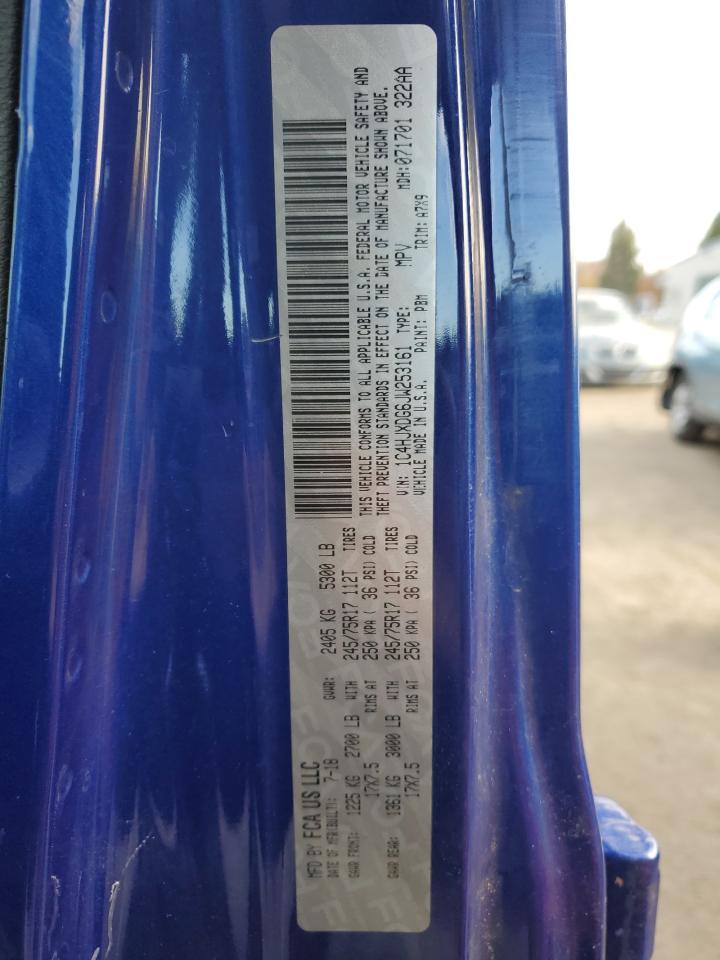 MFD BY FCA US LLC
DATE OF MFR(BUILT): 7-18 GVWR: 2405 KG 5300 LB
GAWR FRONT: 1225 KG 2700 LB WITH 245/75R17 112T TIRES
17X7.5 RIMS AT 250 KPA ( 36 PSI) COLD
GAWR REAR: 1361 KG 3000 LB WITH 245/75R17 112T TIRES
17X7.5 RIMS AT 250 KPA ( 36 PSI) COLD
THIS VEHICLE CONFORMS TO ALL APPLICABLE U.S.A. FEDERAL MOTOR VEHICLE SAFETY AND
THEFT PREVENTION STANDARDS IN EFFECT ON THE DATE OF MANUFACTURE SHOWN ABOVE.
VIN: 1C4HJXDG6JW253161 TYPE: MPV MDH: 071701 322AA
VEHICLE MADE IN U.S.A. PAINT: PBM TRIM: A7X9